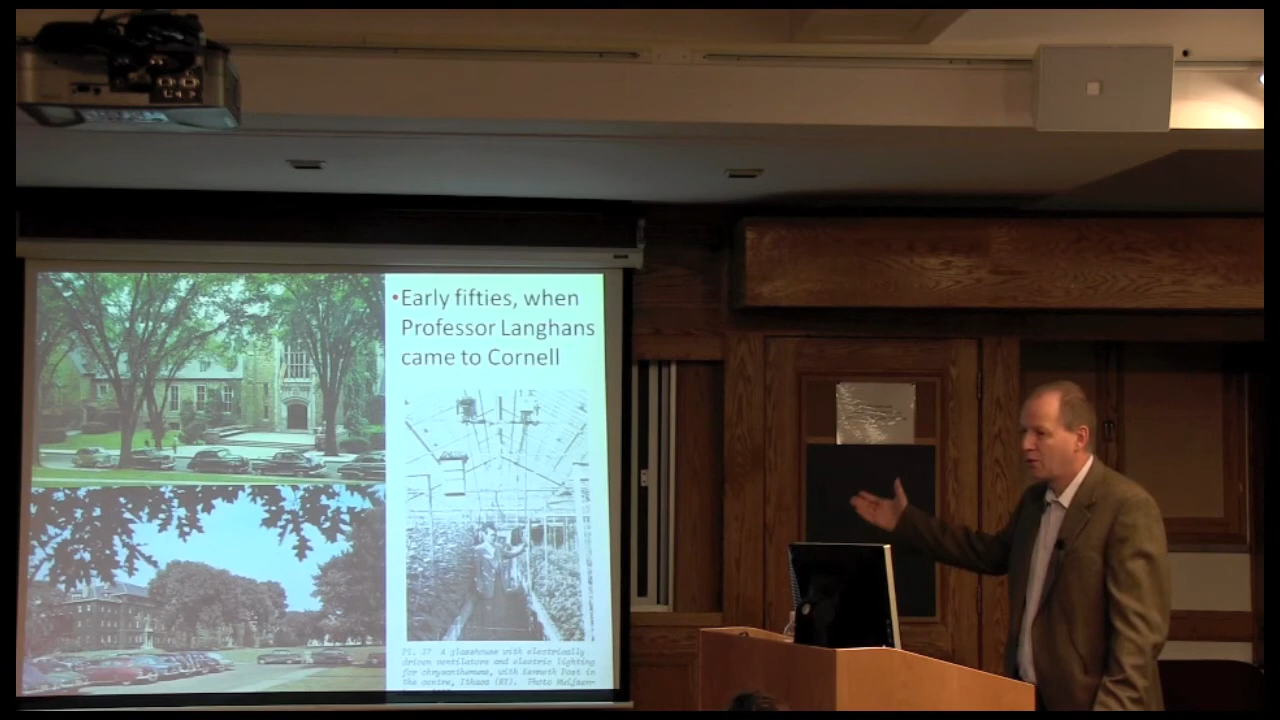 •Early fifties, when
Professor Langhans
came to Cornell
Pl. 27 A glasshouse with electrically
driven ventilators and electric lighting
for chrysanthemums, with Kenneth Post in
the centre, Ithaca (NY). Photo